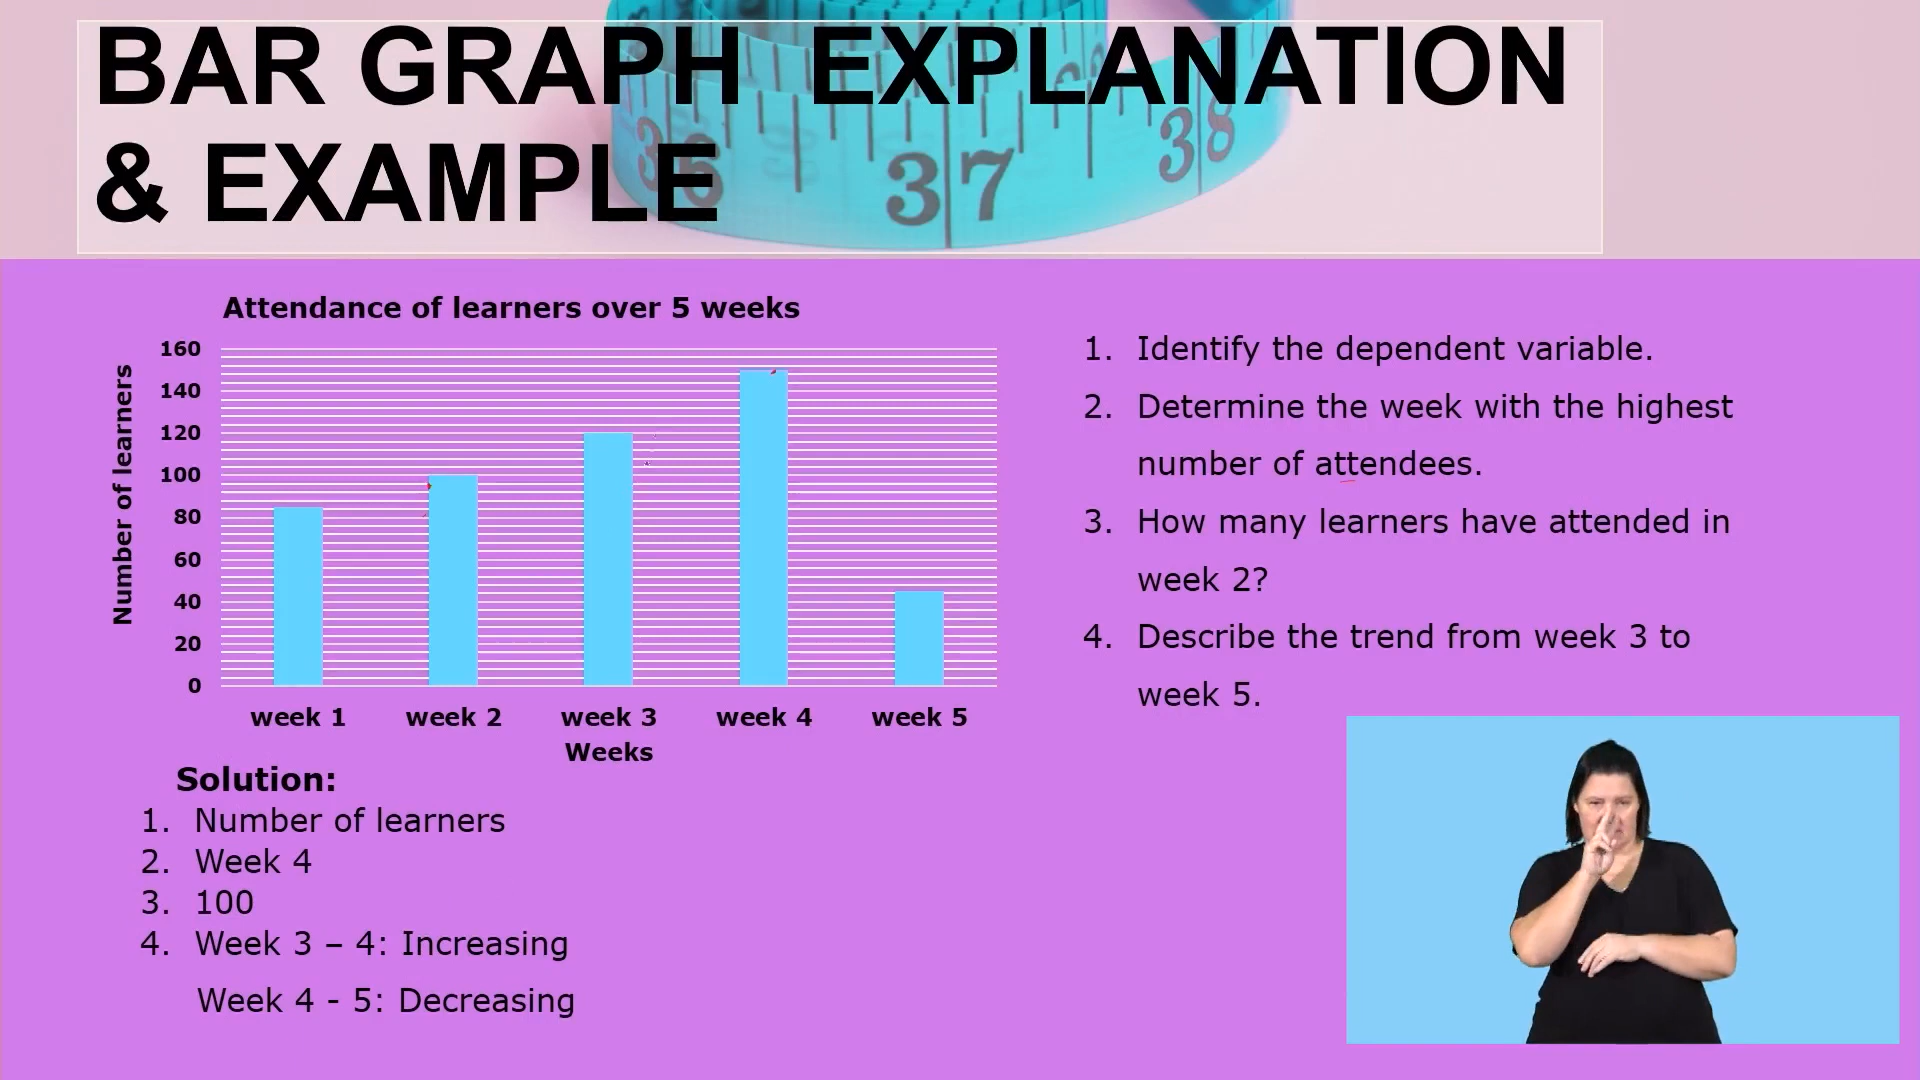 BAR GRAPH EXPLANATION
& EXAMPLE
36
37
38
Attendance of learners over 5 weeks
Number of learners
160
140
120
100
80
60
40
20
0
week 1 week 2 week 3 week 4 week 5
Weeks
1. Identify the dependent variable.
2. Determine the week with the highest
number of attendees.
3. How many learners have attended in
week 2?
4. Describe the trend from week 3 to
week 5.
Solution:
1. Number of learners
2. Week 4
3. 100
4. Week 3 – 4: Increasing
Week 4 - 5: Decreasing